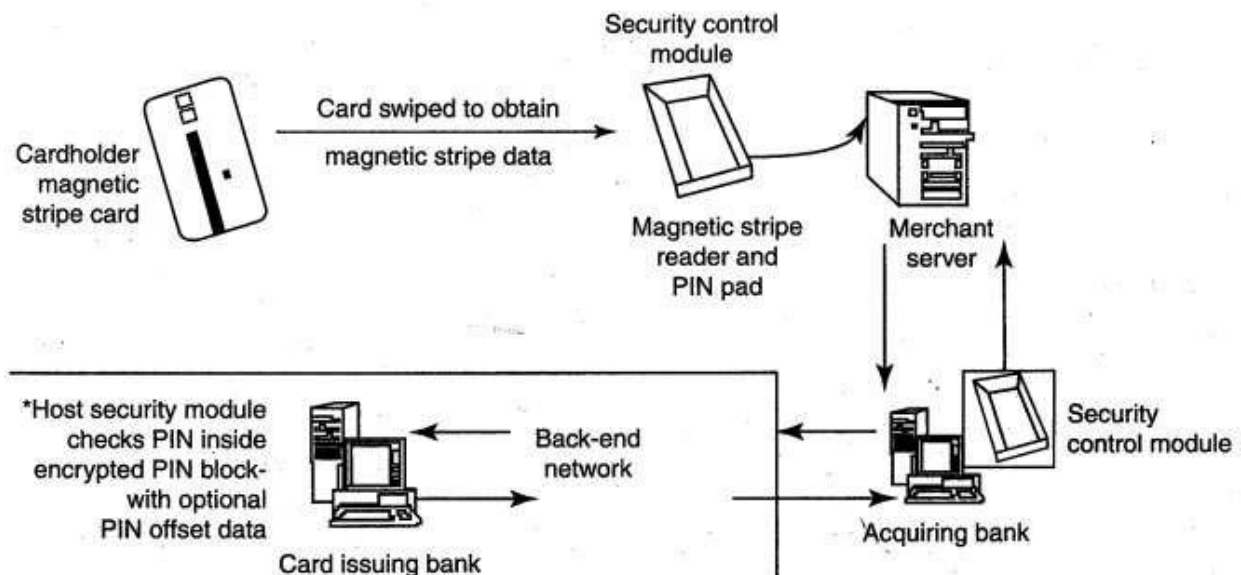 Security control
module
Card swiped to obtain
magnetic stripe data
Cardholder
magnetic
stripe card
Magnetic stripe
reader and
PIN pad
Merchant
server
*Host security module
checks PIN inside
encrypted PIN block-
with optional
PIN offset data
Back-end
network
Security
control module
Card issuing bank
Acquiring bank